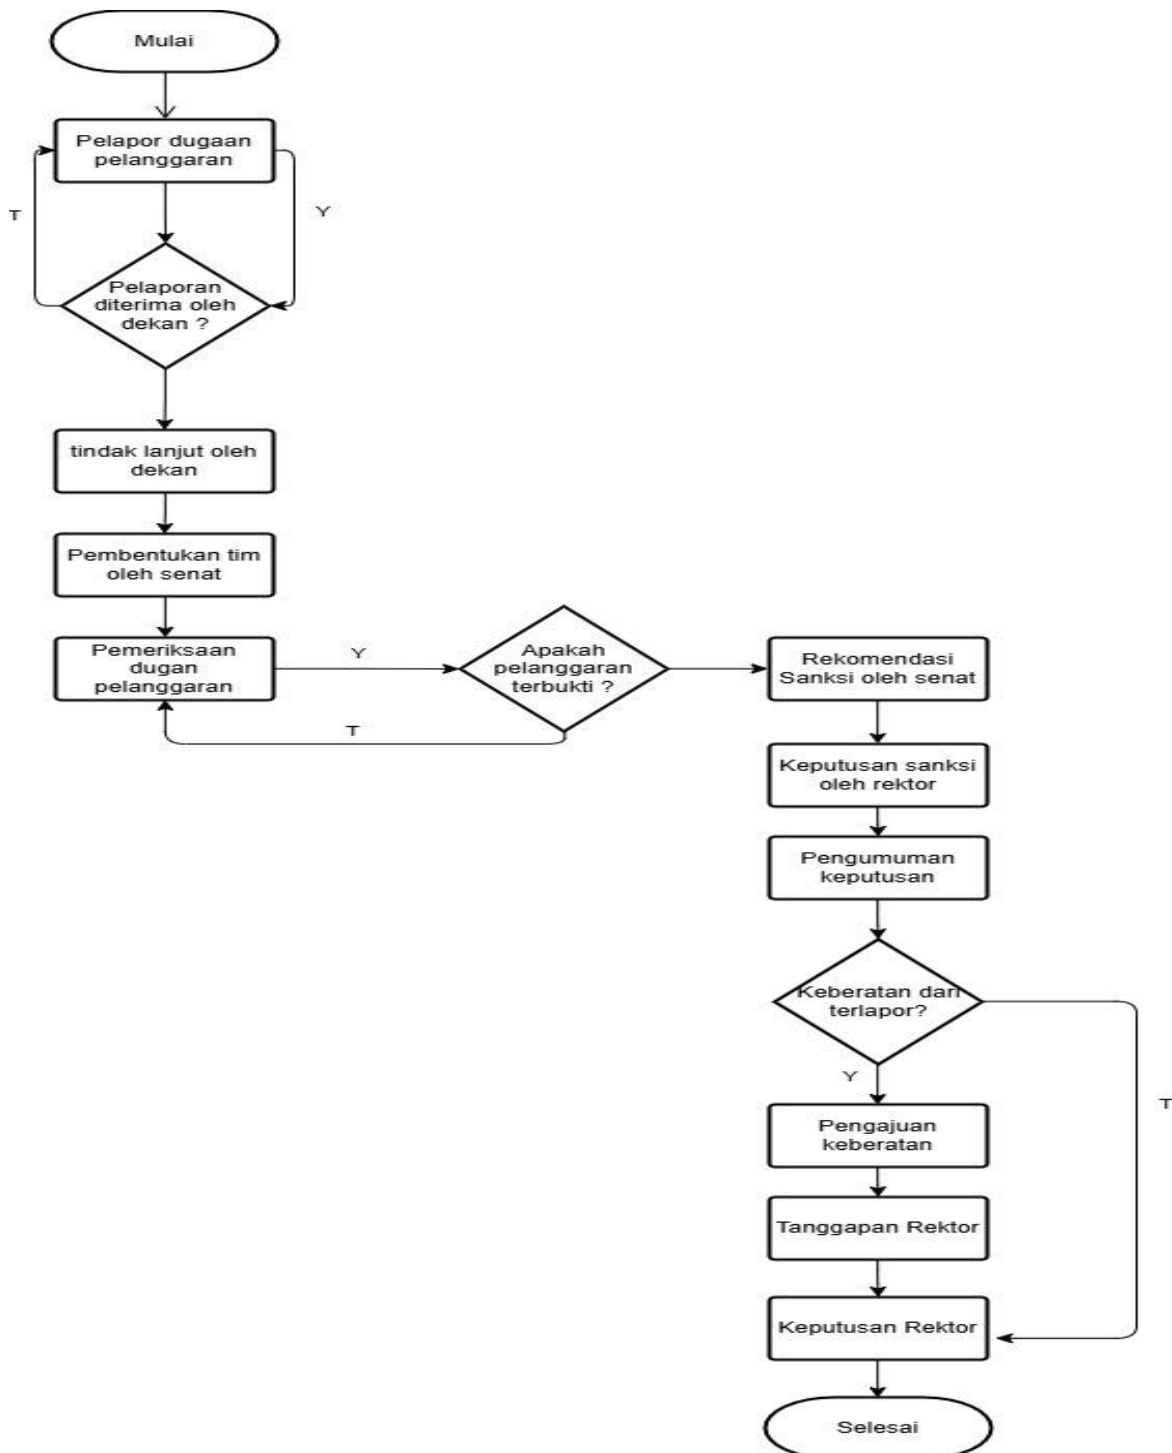 Mulai
Pelapor dugaan
pelanggaran
T
Y
Pelaporan
diterima oleh
dekan ?
tindak lanjut oleh
dekan
Pembentukan tim
oleh senat
Pemeriksaan
dugan
pelanggaran
Y
T
Apakah
pelanggaran
terbukti ?
Rekomendasi
Sanksi oleh senat
Keputusan sanksi
oleh rektor
Pengumuman
keputusan
Keberatan dari
terlapor?
Y
T
Pengajuan
keberatan
Tanggapan Rektor
Keputusan Rektor
Selesai